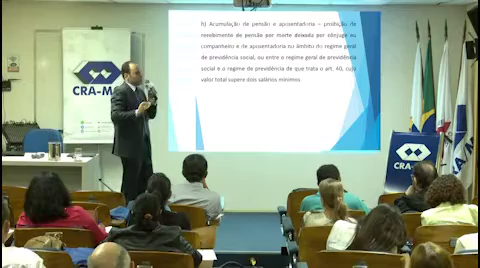 b) Acumulação de pensão e aposentadoria – proibição de
recebimento de pensão por morte deixada por cônjuge ou
companheiro e de aposentadoria no âmbito do regime geral
de previdência social, ou entre o regime geral de previdência
social e o regime de previdência de que trata o art. 40, cujo
valor total supere dois salários mínimos
CRA-M
CRA-M
CRA